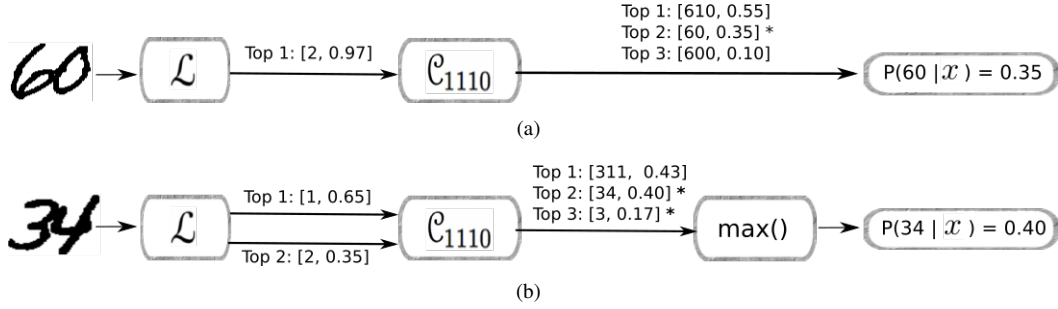 Top 1: [610, 0.55]
Top 2: [60, 0.35] *
Top 3: [600, 0.10]
60
ℒ
Top 1: [2, 0.97]
𝒞1110
P(60 | x ) = 0.35
(a)
Top 1: [311, 0.43]
Top 2: [34, 0.40] *
Top 3: [3, 0.17] *
34
ℒ
Top 1: [1, 0.65]
Top 2: [2, 0.35]
𝒞1110
max()
P(34 | x ) = 0.40
(b)